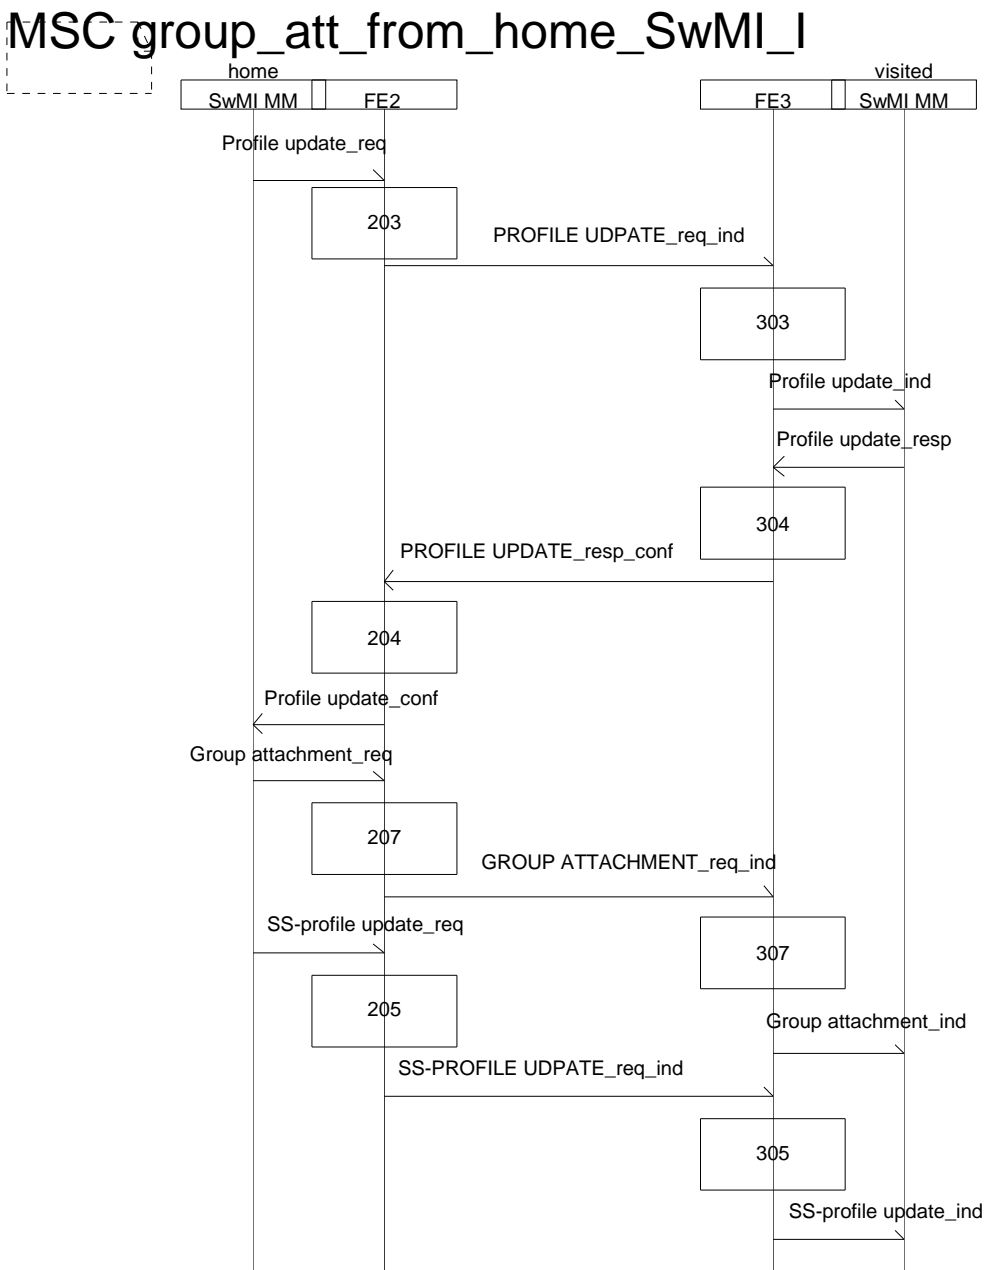 MSC group_att_from_home_SwMI_I
home
visited
SwMI MM
FE2
FE3
SwMI MM
Profile update_req
203
PROFILE UDPATE_req_ind
303
Profile update_ind
Profile update_resp
304
PROFILE UPDATE_resp_conf
204
Profile update_conf
Group attachment_req
207
GROUP ATTACHMENT_req_ind
SS-profile update_req
307
205
Group attachment_ind
SS-PROFILE UDPATE_req_ind
305
SS-profile update_ind